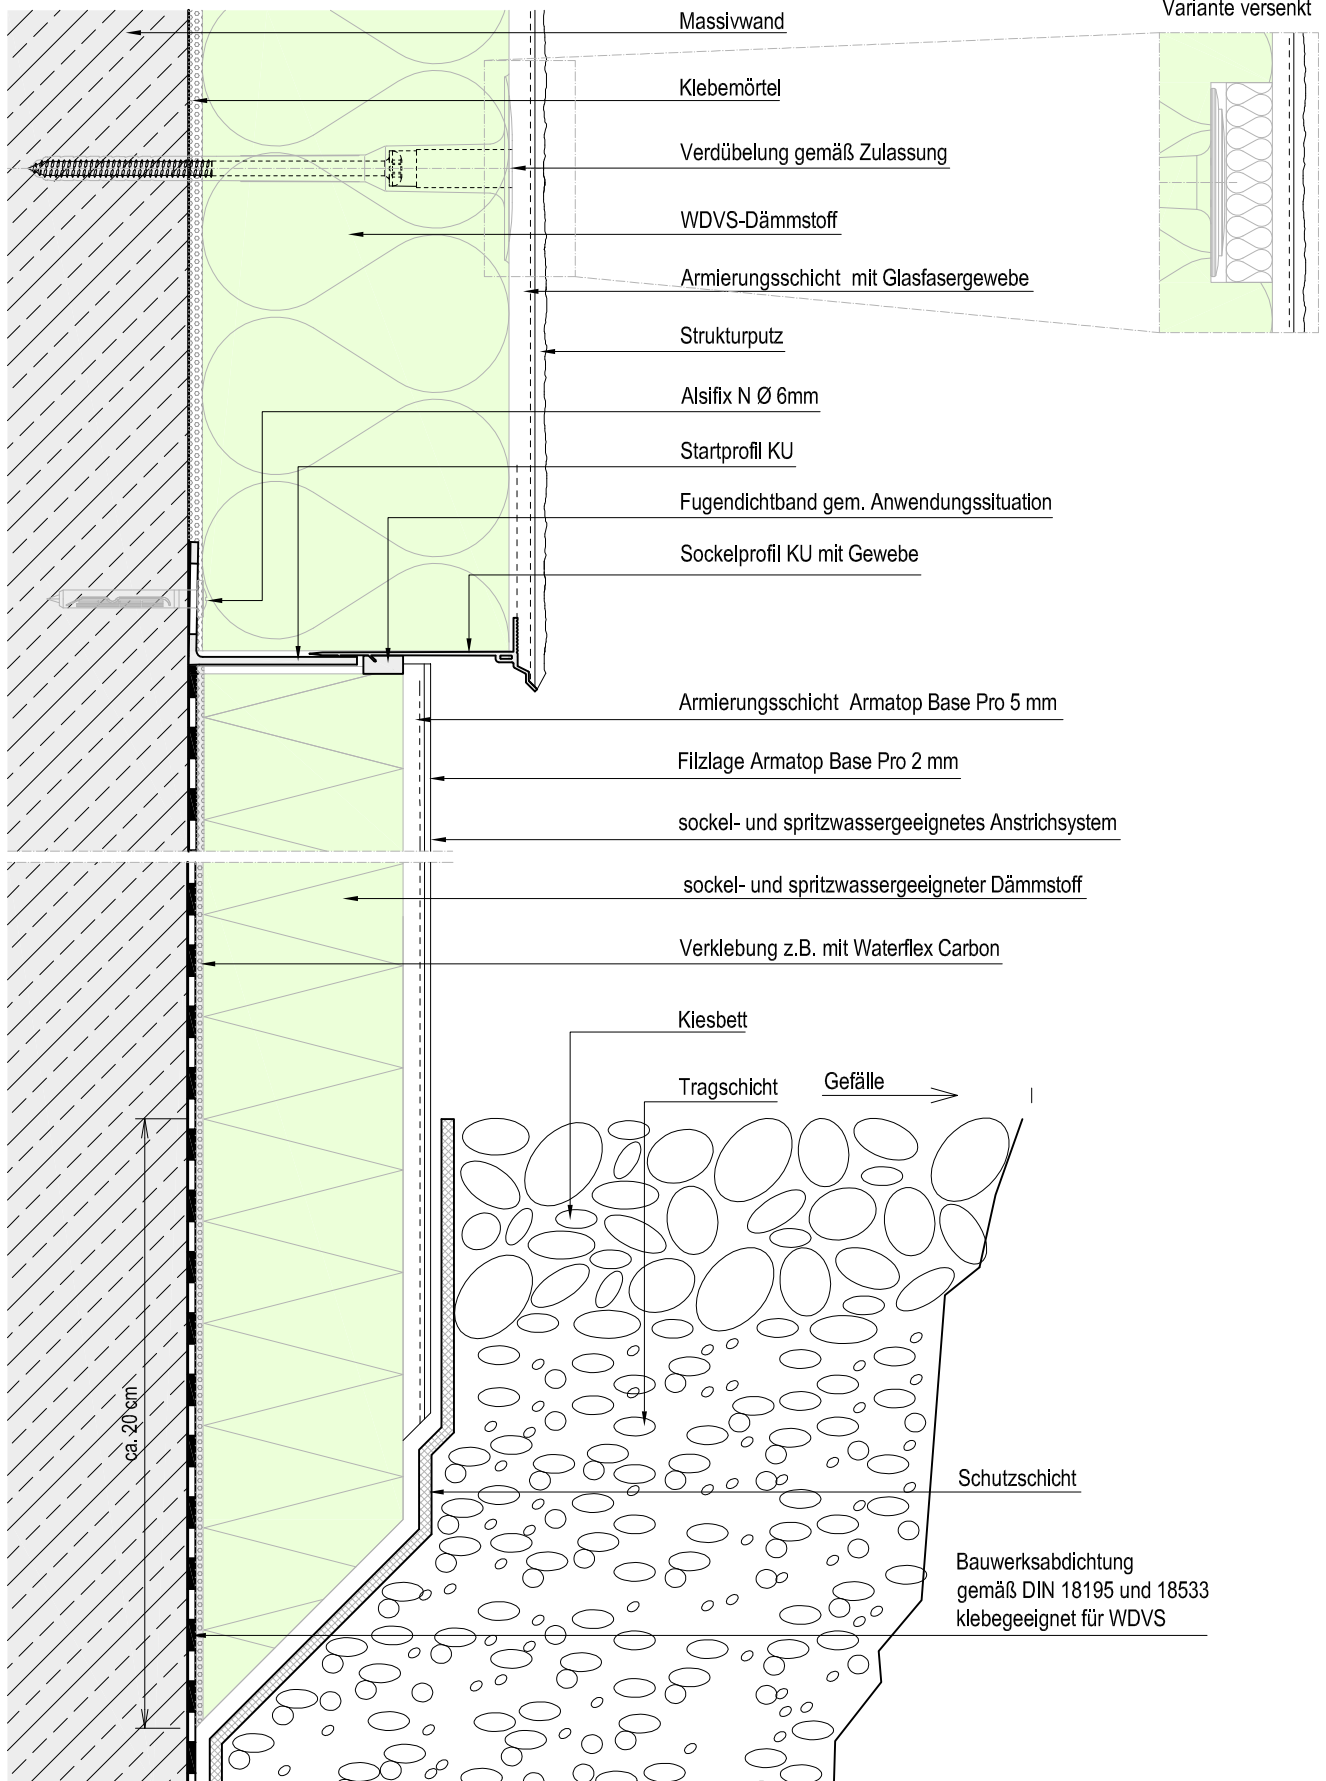 Variante versenkt
Massivwand
Klebemörtel
Verdübelung gemäß Zulassung
WDVS-Dämmstoff
Armierungsschicht mit Glasfasergewebe
Strukturputz
Alsifix N Ø 6mm
Startprofil KU
Fugendichtband gem. Anwendungssituation
Sockelprofil KU mit Gewebe
Armierungsschicht Armatop Base Pro 5 mm
Filzlage Armatop Base Pro 2 mm
sockel- und spritzwassergeeignetes Anstrichsystem
sockel- und spritzwassergeeigneter Dämmstoff
Verklebung z.B. mit Waterflex Carbon
Kiesbett
Tragschicht
Gefälle
ca. 20 cm
Schutzschicht
Bauwerksabdichtung
gemäß DIN 18195 und 18533
klebegeeignet für WDVS